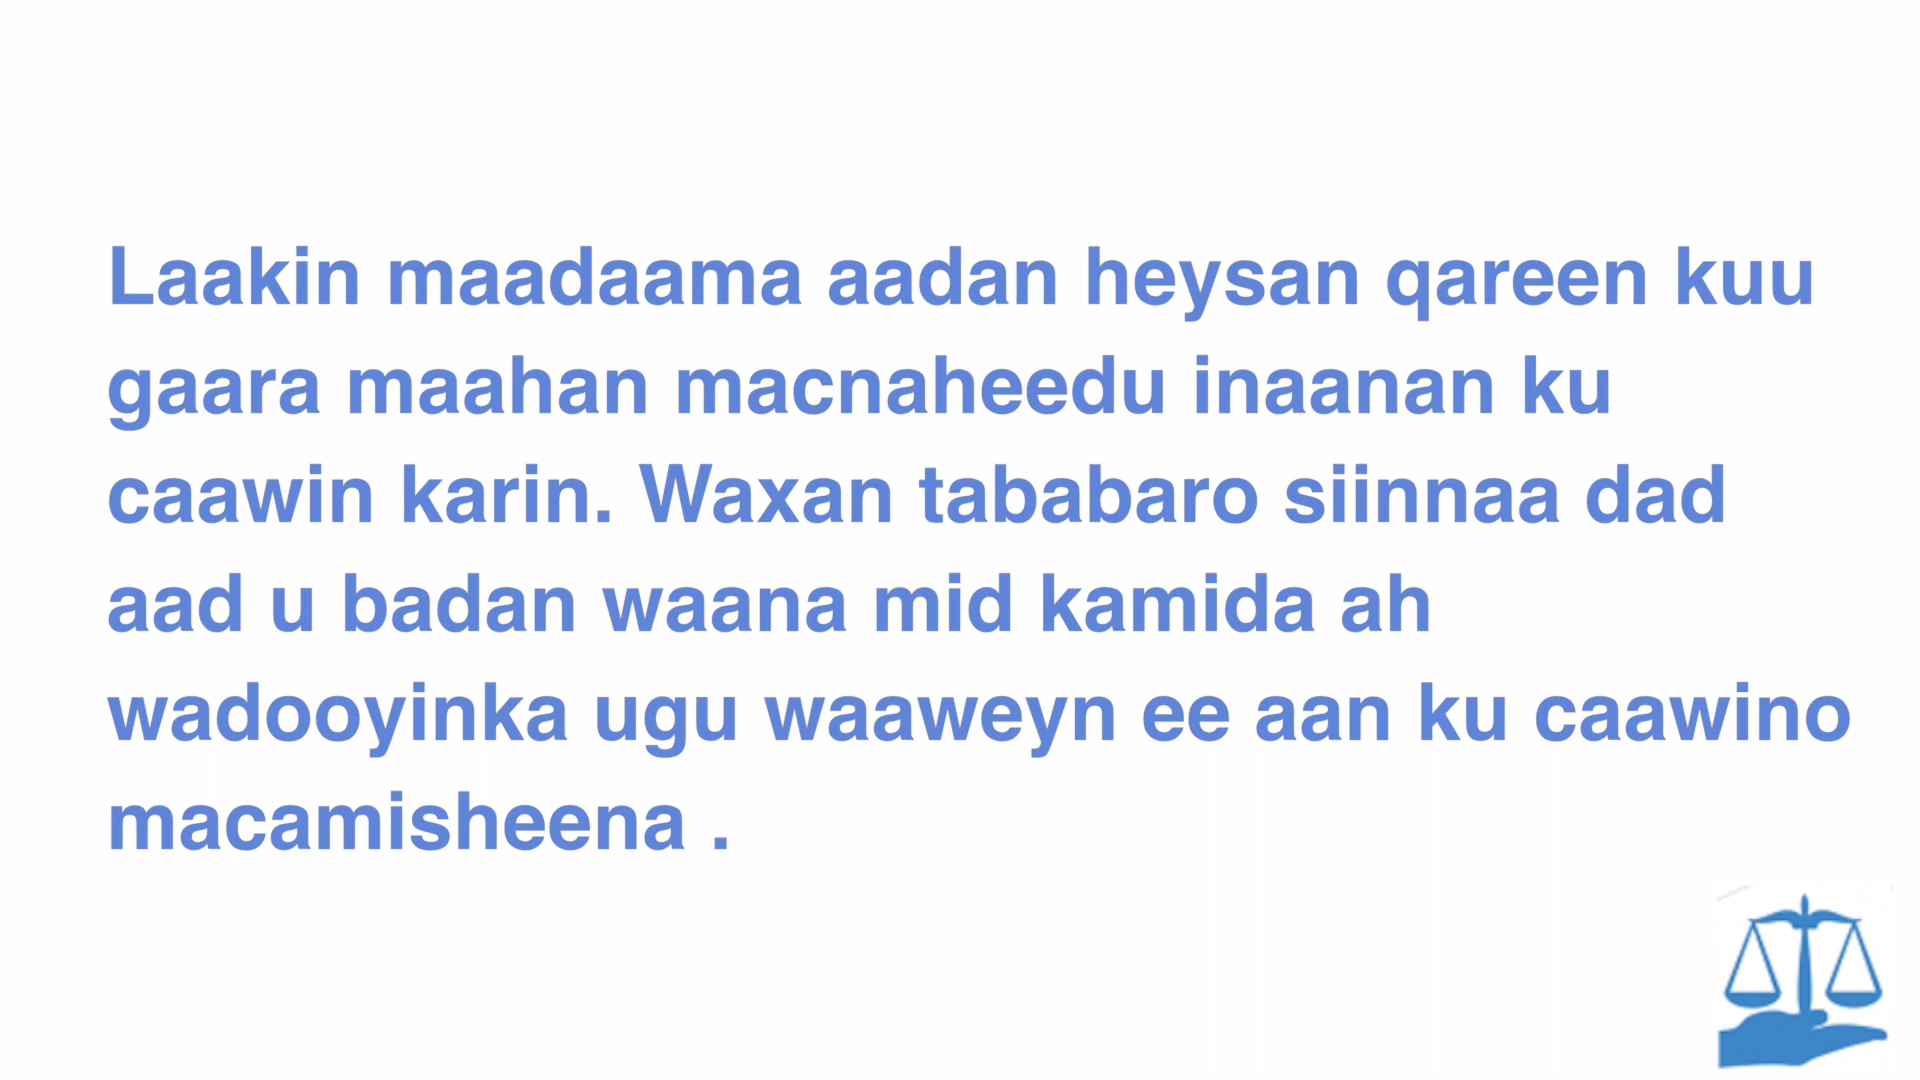 Laakin maadaama aadan heysan qareen kuu
gaara maahan macnaheedu inaanan ku
caawin karin. Waxan tababaro siinnaa dad
aad u badan waana mid kamida ah
wadooyinka ugu waaweyn ee aan ku caawino
macamisheena .